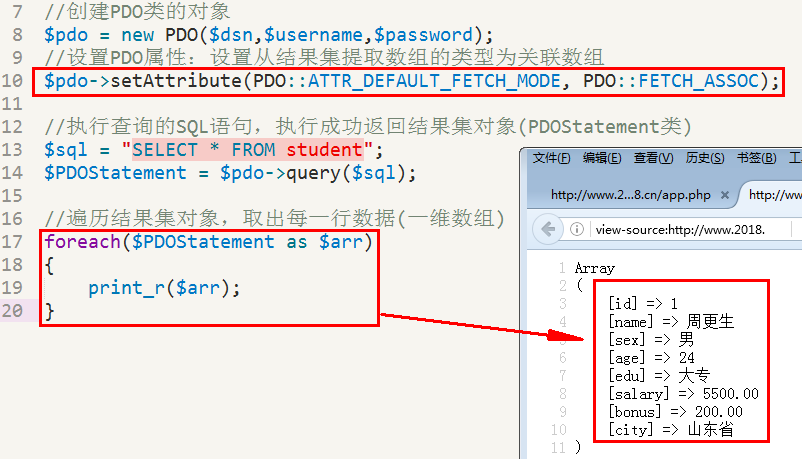 7 //创建PDO类的对象
8 $pdo = new PDO($dsn,$username,$password);
9 //设置PDO属性：设置从结果集提取数组的类型为关联数组
10 $pdo->setAttribute(PDO::ATTR_DEFAULT_FETCH_MODE, PDO::FETCH_ASSOC);
11
12 //执行查询的SQL语句，执行成功返回结果集对象(PDOStatement类)
13 $sql = "SELECT * FROM student";
14 $PDOStatement = $pdo->query($sql);
15
16 //遍历结果集对象，取出每一行数据(一维数组)
17 foreach($PDOStatement as $arr)
18 {
19 print_r($arr);
20 }
文件(F) 编辑(E) 查看(V) 历史(S) 书签(B)
http://www.2...8.cn/app.php × http://ww
view-source:http://www.2018.
1 Array
2 (
3 [id] => 1
4 [name] => 周更生
5 [sex] => 男
6 [age] => 24
7 [edu] => 大专
8 [salary] => 5500.00
9 [bonus] => 200.00
10 [city] => 山东省
11 )